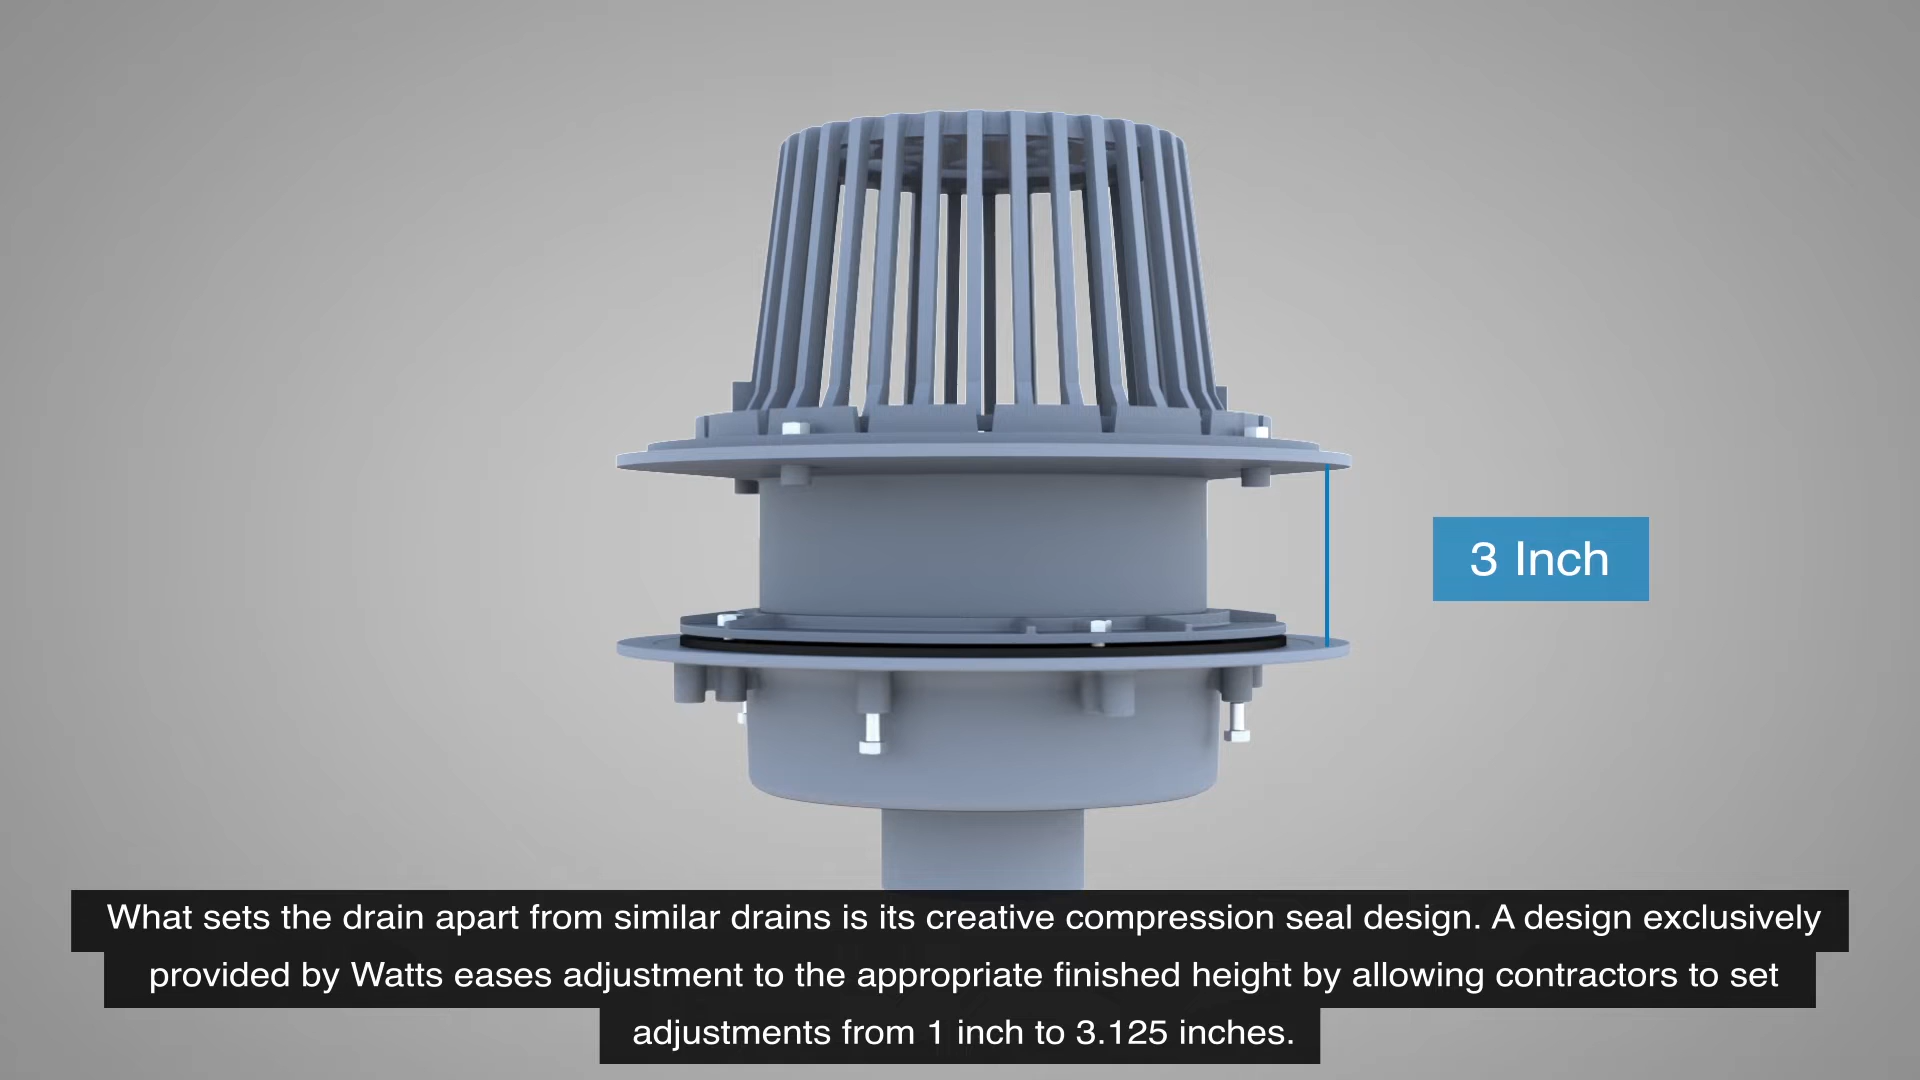 3 Inch
What sets the drain apart from similar drains is its creative compression seal design. A design exclusively
provided by Watts eases adjustment to the appropriate finished height by allowing contractors to set
adjustments from 1 inch to 3.125 inches.